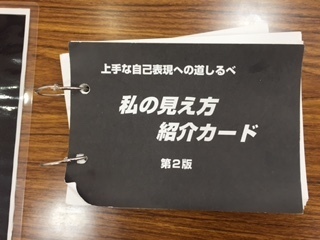 上手な自己表現への道しるべ
私の見え方
紹介カード
第2版